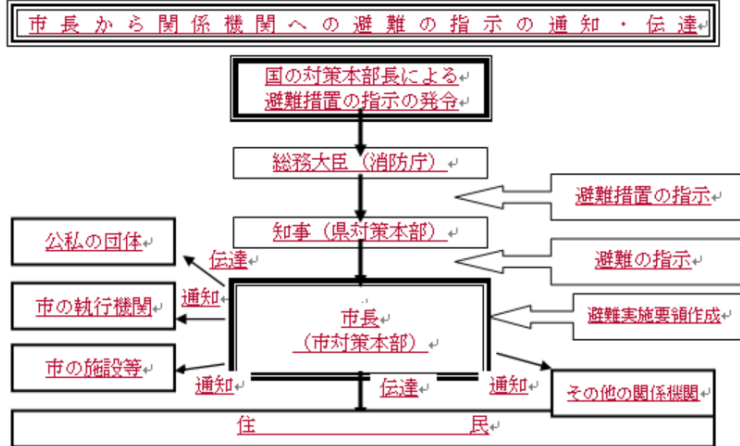 市長から関係機関への避難の指示の通知・伝達
国の対策本部長による
避難措置の指示の発令
総務大臣（消防庁）
避難措置の指示
知事（県対策本部）
公私の団体
伝達
避難の指示
通知
市の執行機関
市長
（市対策本部）
避難実施要領作成
市の施設等
通知
伝達
通知
その他の関係機関
住民